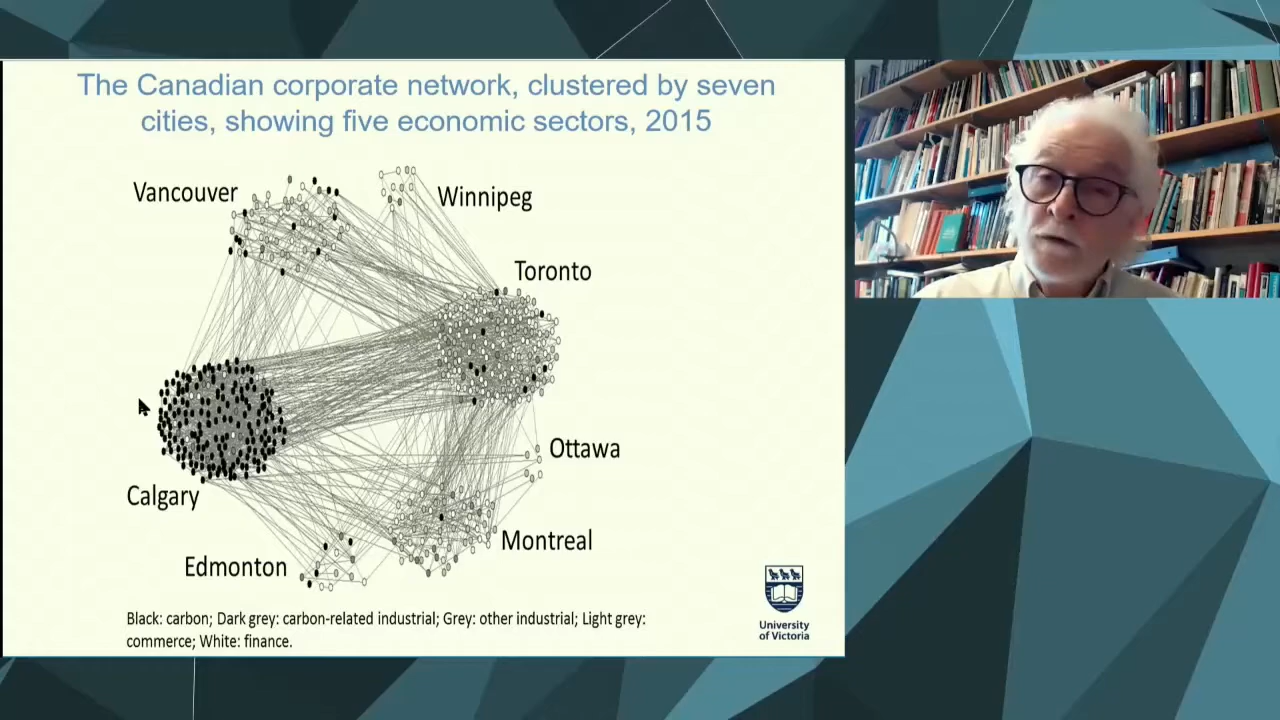 The Canadian corporate network, clustered by seven
cities, showing five economic sectors, 2015
Vancouver
Winnipeg
Toronto
Ottawa
Calgary
Montreal
Edmonton
Black: carbon; Dark grey: carbon-related industrial; Grey: other industrial; Light grey:
commerce; White: finance.
University
of Victoria